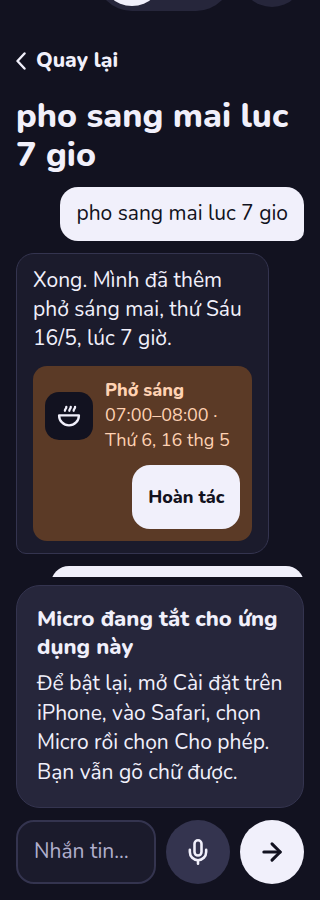 Quay lại
pho sang mai luc
7 gio
pho sang mai luc 7 gio
Xong. Mình đã thêm
phở sáng mai, thứ Sáu
16/5, lúc 7 giờ.
Phở sáng
07:00–08:00 ·
Thứ 6, 16 thg 5
Hoàn tác
Micro đang tắt cho ứng
dụng này
Để bật lại, mở Cài đặt trên
iPhone, vào Safari, chọn
Micro rồi chọn Cho phép.
Bạn vẫn gõ chữ được.
Nhắn tin...